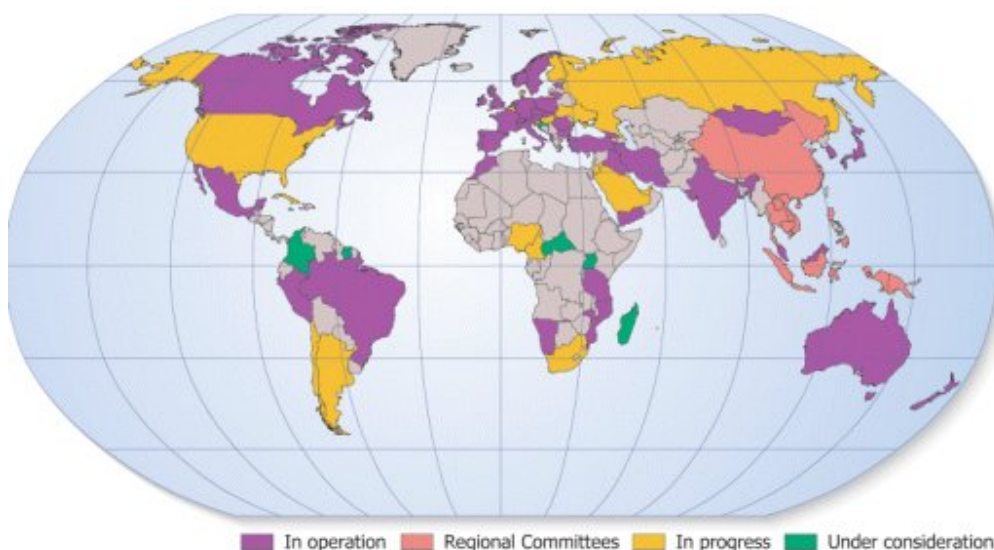 In operation Regional Committees In progress Under consideration